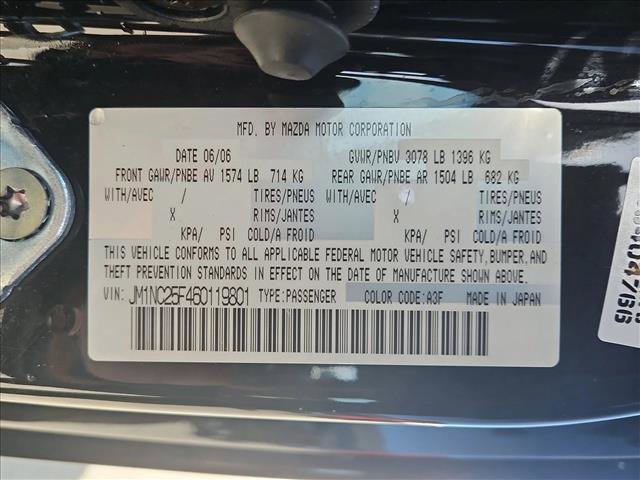 MFD. BY MAZDA MOTOR CORPORATION
DATE 06/06 GVWR/PNBV 3078 LB 1396 KG
FRONT GAWR/PNBE AV 1574 LB 714 KG REAR GAWR/PNBE AR 1504 LB 682 KG
WITH/AVEC / TIRES/PNEUS WITH/AVEC / TIRES/PNEUS
X RIMS/JANTES X RIMS/JANTES
KPA/ PSI COLD/A FROID KPA/ PSI COLD/A FROID
THIS VEHICLE CONFORMS TO ALL APPLICABLE FEDERAL MOTOR VEHICLE SAFETY, BUMPER, AND
THEFT PREVENTION STANDARDS IN EFFECT ON THE DATE OF MANUFACTURE SHOWN ABOVE.
VIN: JM1NC25F460119801 TYPE:PASSENGER COLOR CODE:A3F MADE IN JAPAN